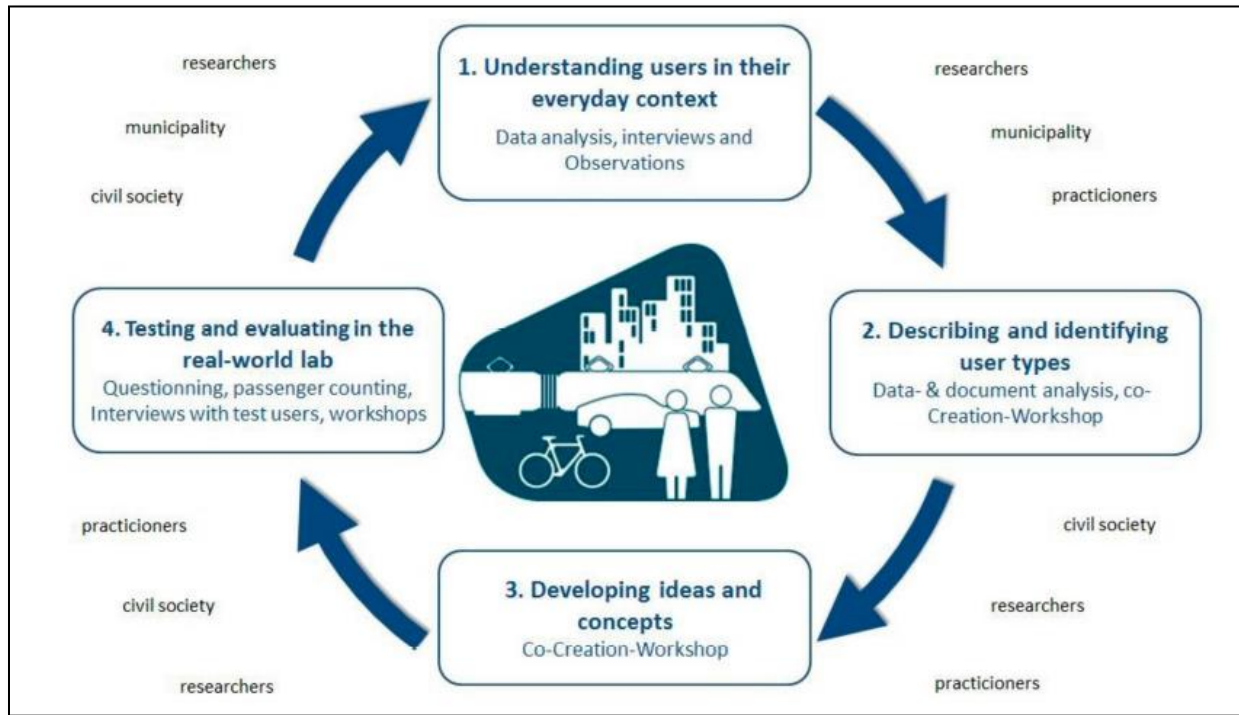 1. Understanding users in their
everyday context
Data analysis, interviews and
Observations
researchers
municipality
practicioners
2. Describing and identifying
user types
Data- & document analysis, co-
Creation-Workshop
civil society
researchers
practicioners
3. Developing ideas and
concepts
Co-Creation-Workshop
practicioners
civil society
researchers
4. Testing and evaluating in the
real-world lab
Questionning, passenger counting,
Interviews with test users, workshops
researchers
municipality
civil society